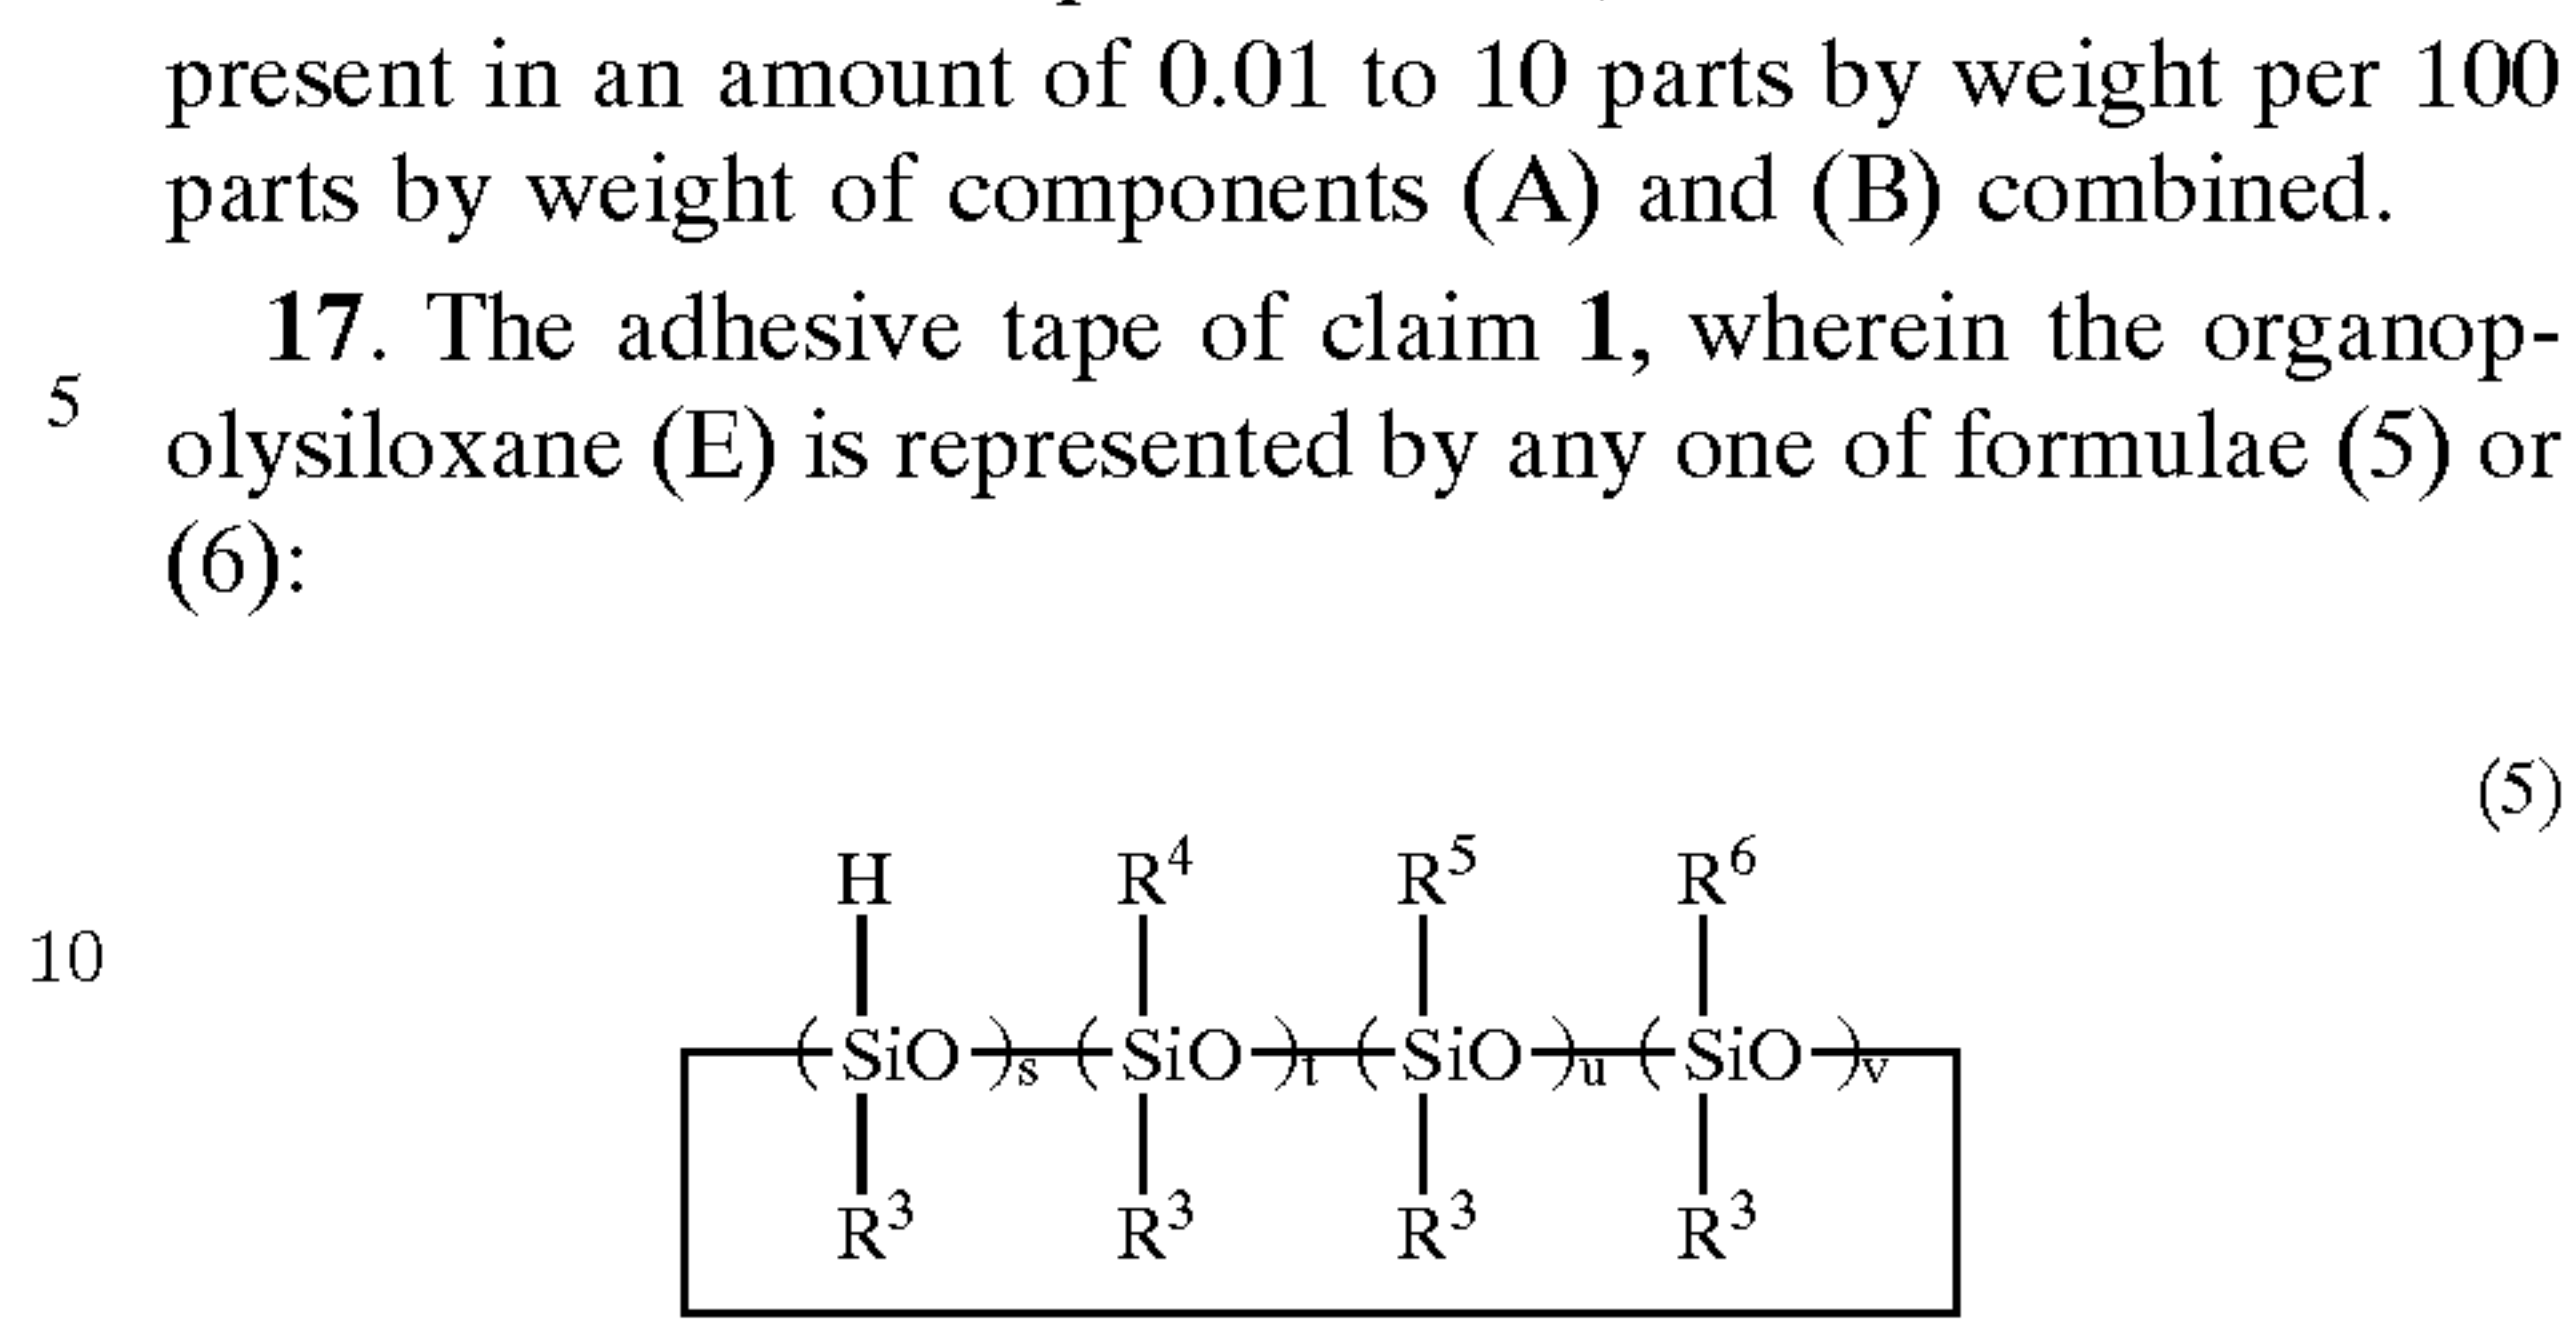 present in an amount of 0.01 to 10 parts by weight per 100
parts by weight of components (A) and (B) combined.
17. The adhesive tape of claim 1, wherein the organop-
5
olysiloxane (E) is represented by any one of formulae (5) or
(6):
(5)
H R⁴ R⁵ R⁶
10
( SiO )s ( SiO )t ( SiO )u ( SiO )v
R³ R³ R³ R³